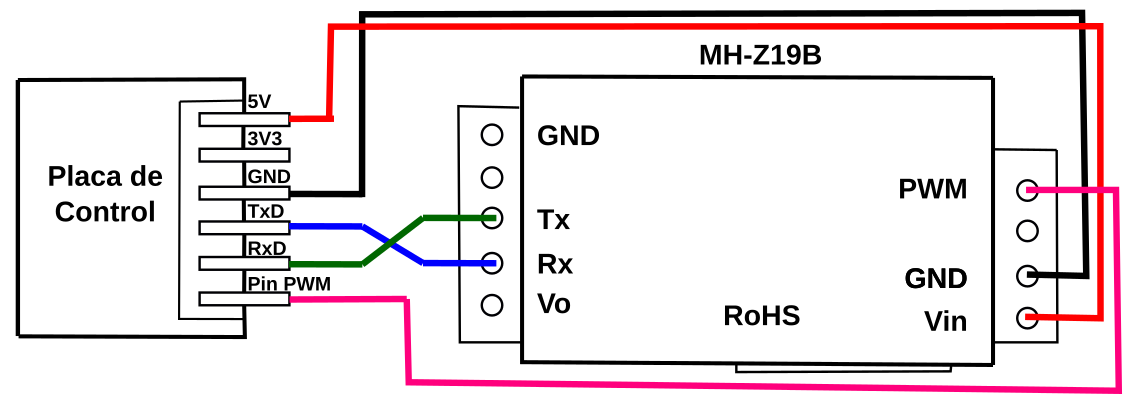 MH-Z19B
Placa de
Control
5V
3V3
GND
TxD
RxD
Pin PWM
GND
Tx
Rx
Vo
PWM
GND
Vin
RoHS